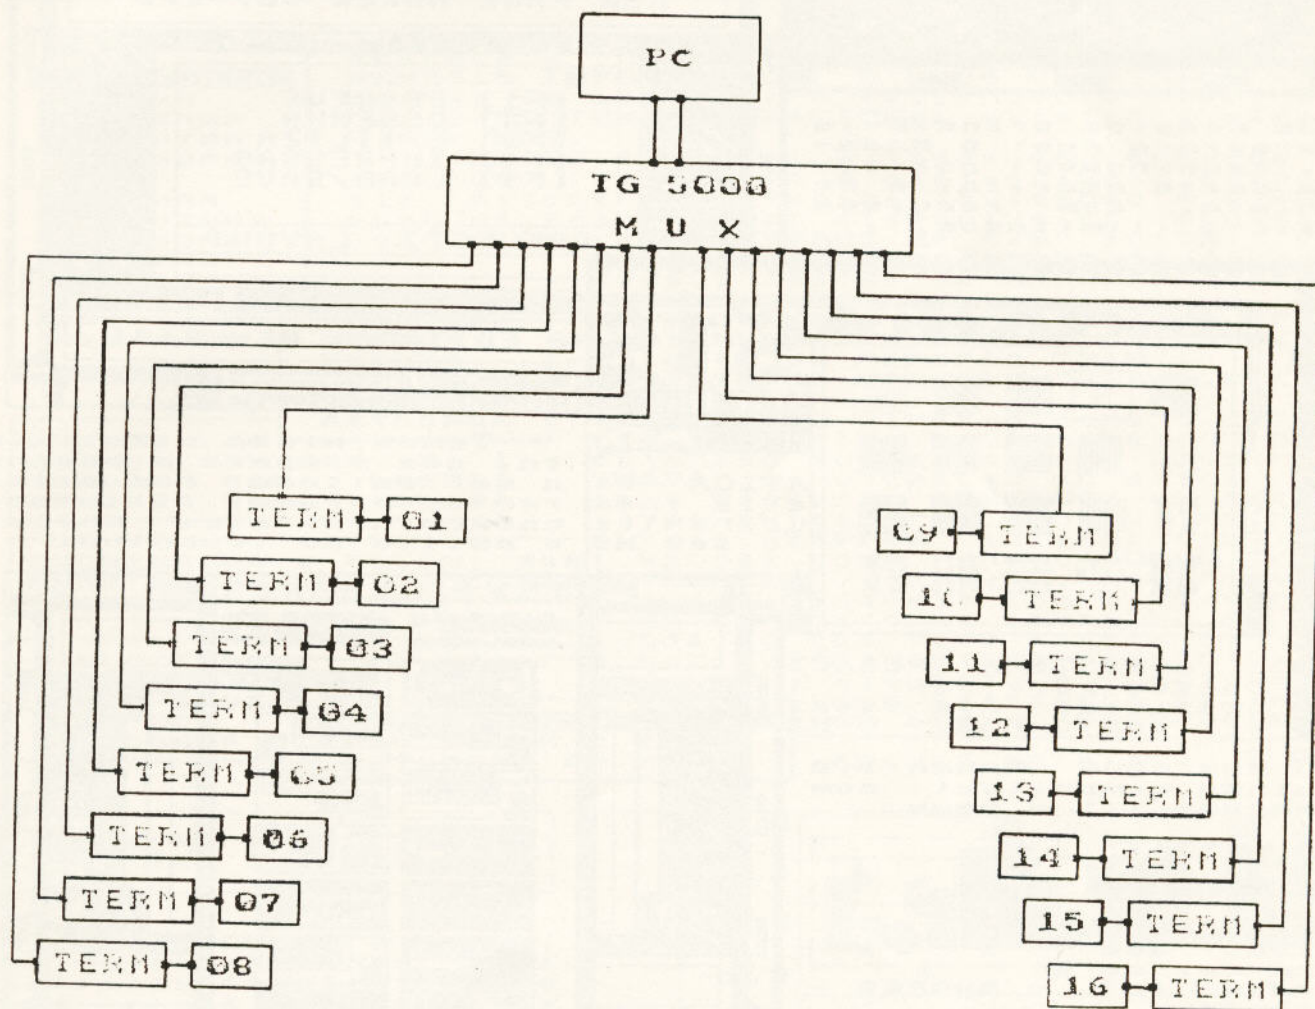 PC
TG 5000
M U X
TERM 01
09 TERM
TERM 02
10 TERM
TERM 03
11 TERM
TERM 04
12 TERM
TERM 05
13 TERM
TERM 06
14 TERM
TERM 07
15 TERM
TERM 08
16 TERM